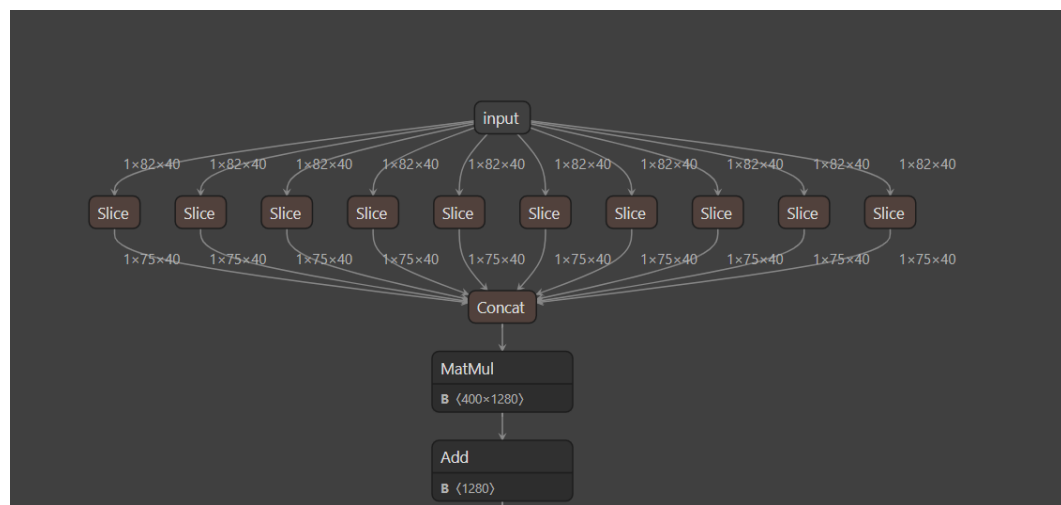 input
1×82×40 1×82×40 1×82×40 1×82×40 1×82×40 1×82×40 1×82×40 1×82×40 1×82×40 1×82×40
Slice Slice Slice Slice Slice Slice Slice Slice Slice Slice
1×75×40 1×75×40 1×75×40 1×75×40 1×75×40 1×75×40 1×75×40 1×75×40 1×75×40 1×75×40
Concat
MatMul
B ⟨400×1280⟩
Add
B ⟨1280⟩